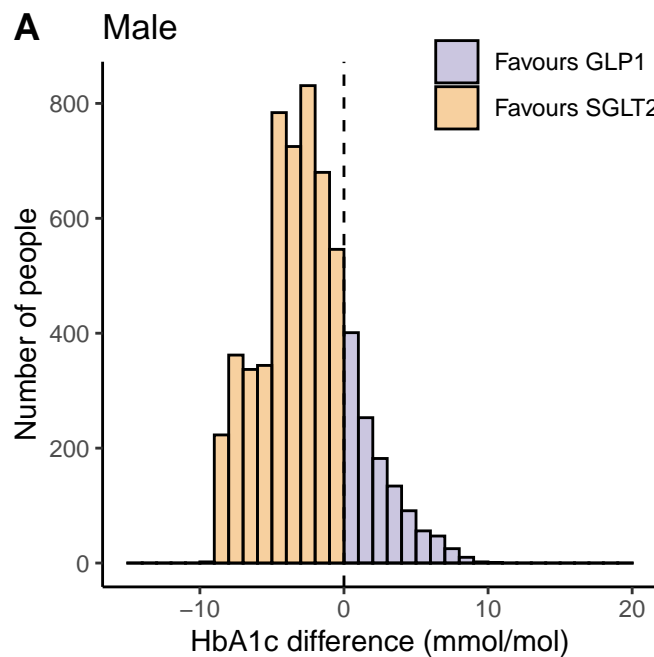 A Male
Favours GLP1
Favours SGLT2
800
600
400
200
0
Number of people
−10 0 10 20
HbA1c difference (mmol/mol)